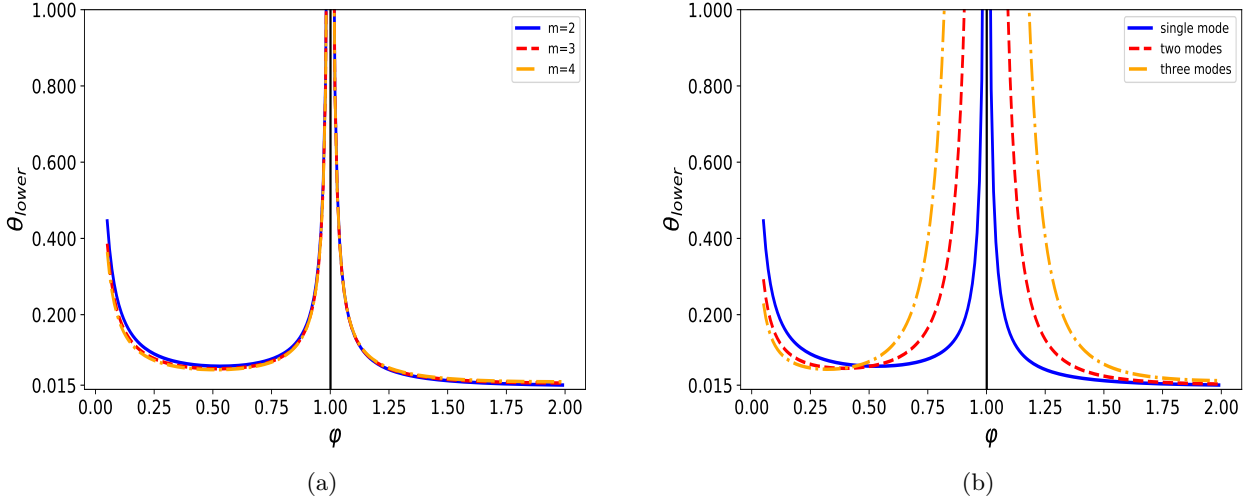 1.000
0.800
0.600
0.400
0.200
0.015
θlower
0.00 0.25 0.50 0.75 1.00 1.25 1.50 1.75 2.00
φ
m=2
m=3
m=4
(a)
1.000
0.800
0.600
0.400
0.200
0.015
θlower
0.00 0.25 0.50 0.75 1.00 1.25 1.50 1.75 2.00
φ
single mode
two modes
three modes
(b)